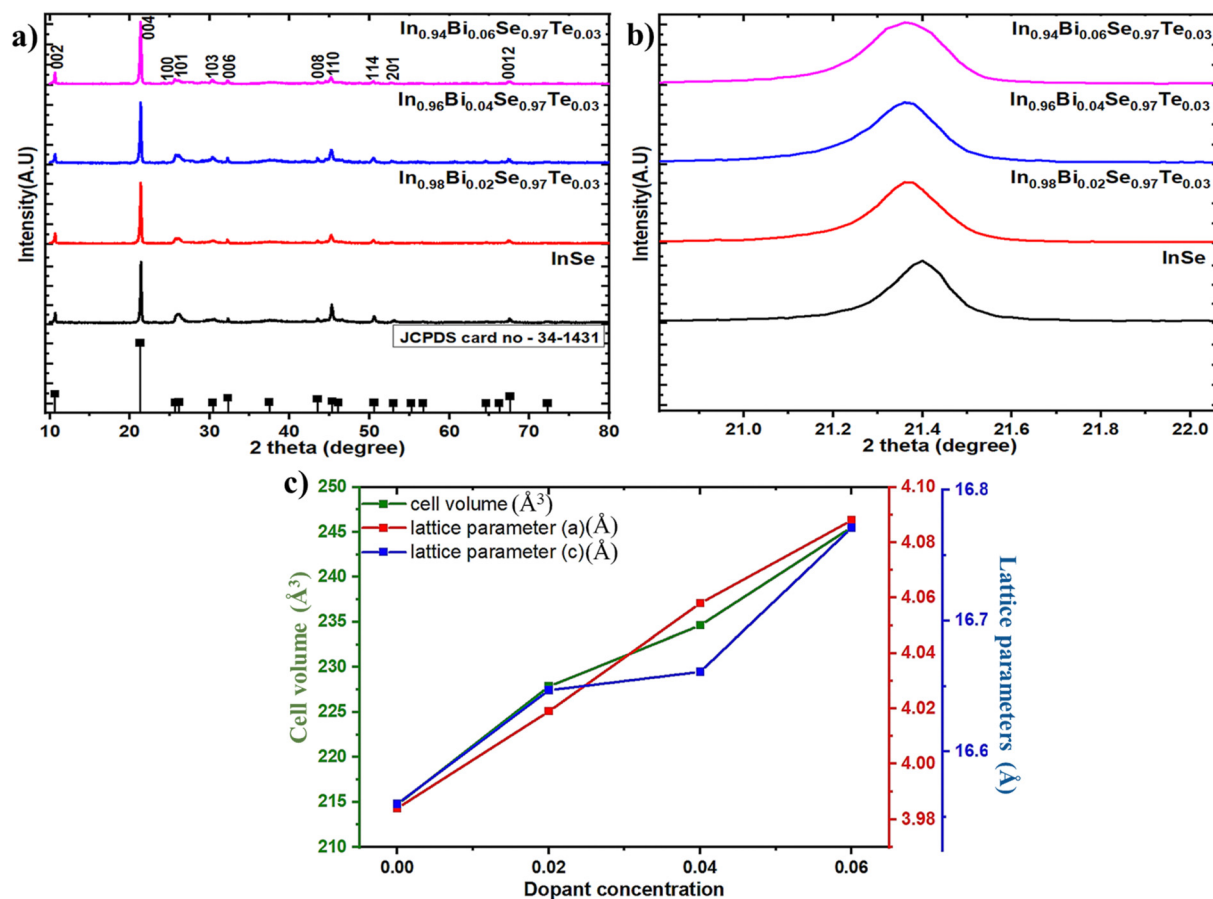 a)
In0.94Bi0.06Se0.97Te0.03
002
004
100
101
103
006
008
110
114
201
0012
In0.96Bi0.04Se0.97Te0.03
In0.98Bi0.02Se0.97Te0.03
InSe
JCPDS card no - 34-1431
Intensity(A.U)
10 20 30 40 50 60 70 80
2 theta (degree)
b)
In0.94Bi0.06Se0.97Te0.03
In0.96Bi0.04Se0.97Te0.03
In0.98Bi0.02Se0.97Te0.03
InSe
Intensity(A.U)
21.0 21.2 21.4 21.6 21.8 22.0
2 theta (degree)
c)
cell volume (Å³)
lattice parameter (a)(Å)
lattice parameter (c)(Å)
Cell volume (Å³)
250
245
240
235
230
225
220
215
210
4.10
4.08
4.06
4.04
4.02
4.00
3.98
16.8
16.7
16.6
Lattice parameters (Å)
0.00 0.02 0.04 0.06
Dopant concentration